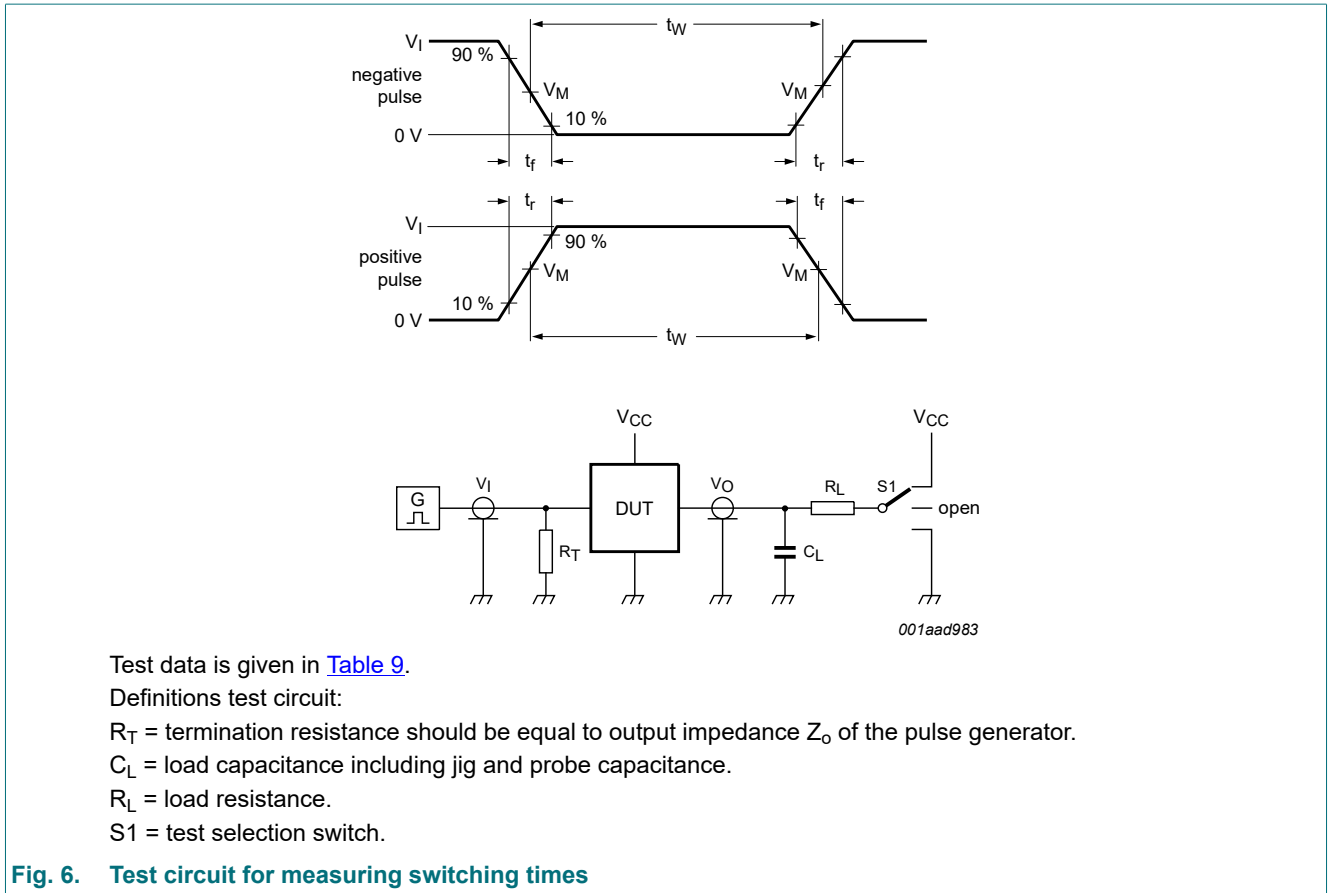 tW
VI
90 %
negative
pulse
VM
VM
10 %
0 V
tf
tr
tr
tf
VI
90 %
positive
pulse
VM
VM
10 %
0 V
tW
VCC
VCC
G
VI
DUT
VO
RL
S1
open
RT
CL
001aad983
Test data is given in Table 9.
Definitions test circuit:
RT = termination resistance should be equal to output impedance Zo of the pulse generator.
CL = load capacitance including jig and probe capacitance.
RL = load resistance.
S1 = test selection switch.
Fig. 6. Test circuit for measuring switching times